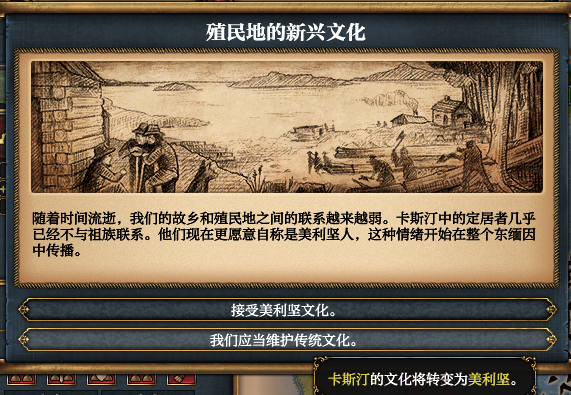 殖民地的新兴文化
随着时间流逝，我们的故乡和殖民地之间的联系越来越弱。卡斯汀中的定居者几乎
已经不与祖族联系。他们现在更愿意自称是美利坚人，这种情绪开始在整个东缅因
中传播。
接受美利坚文化。
我们应当维护传统文化。
卡斯汀的文化将转变为美利坚。